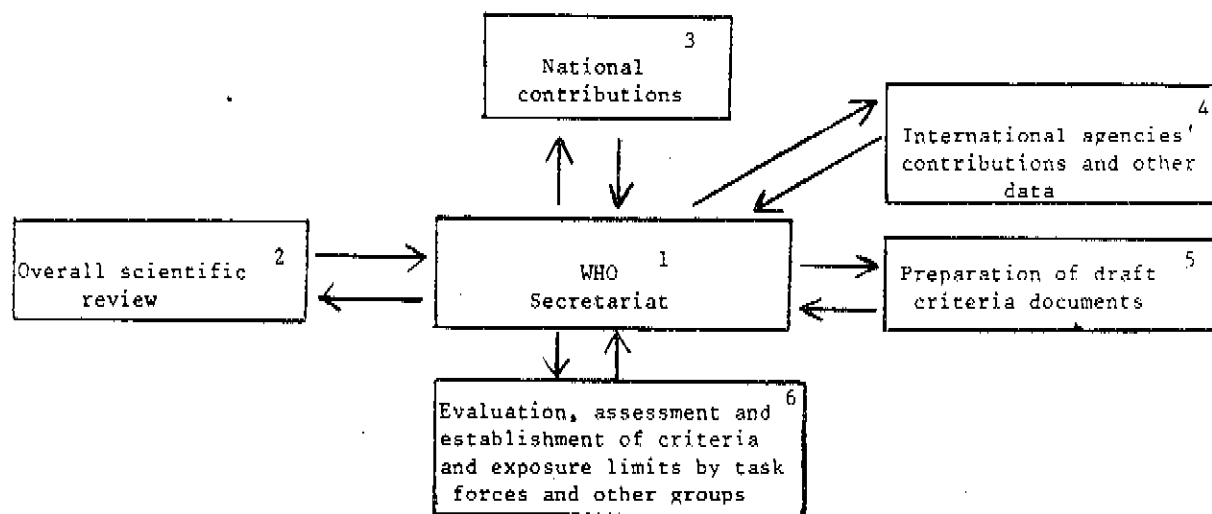 3
National
contributions
4
International agencies'
contributions and other
data
2
Overall scientific
review
1
WHO
Secretariat
5
Preparation of draft
criteria documents
6
Evaluation, assessment and
establishment of criteria
and exposure limits by task
forces and other groups